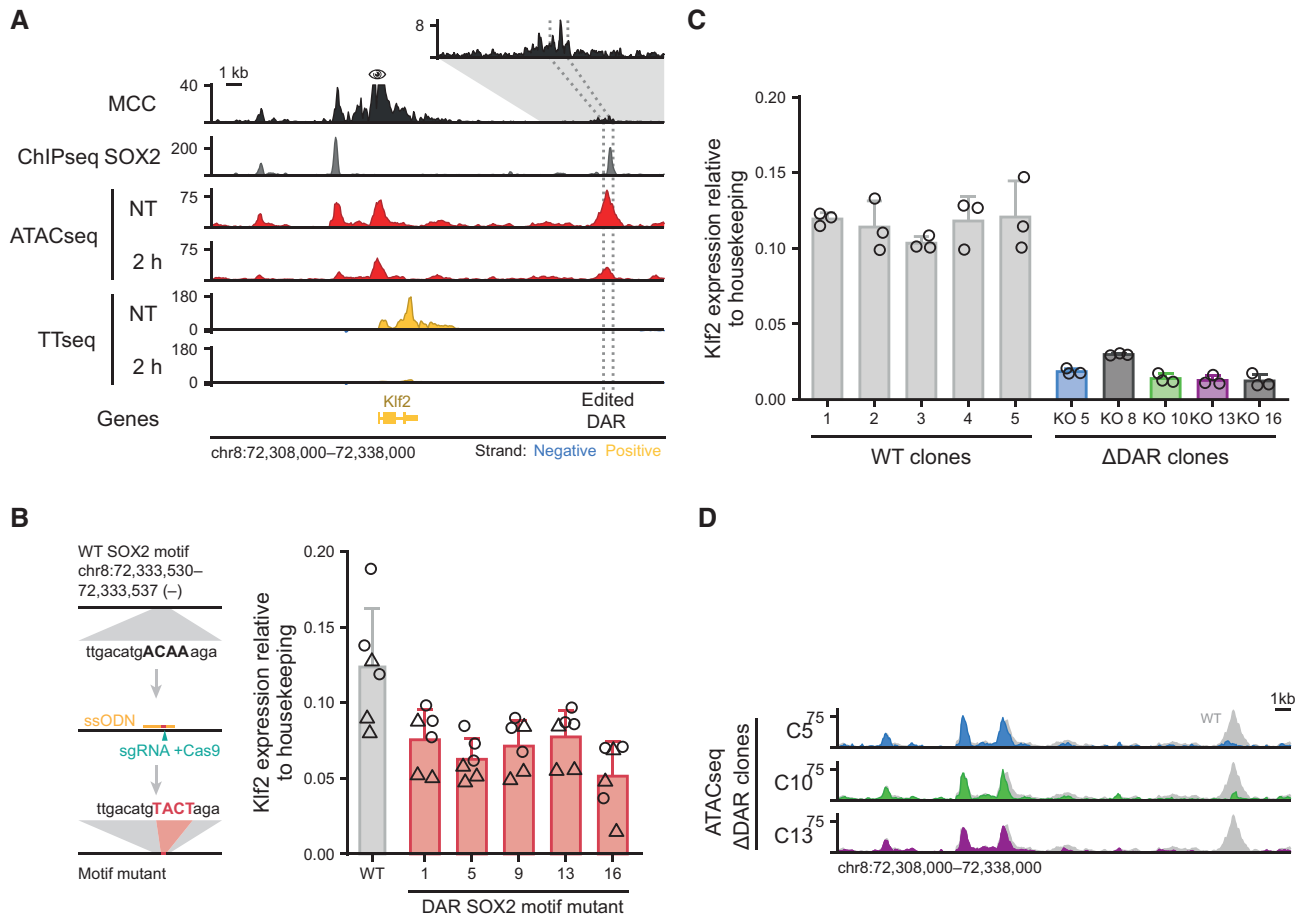 A
1 kb
8
MCC
40
ChIPseq SOX2
200
ATACseq
NT
75
2 h
75
TTseq
NT
180
0
2 h
180
0
Genes
Klf2
Edited
DAR
chr8:72,308,000–72,338,000
Strand: Negative Positive
B
WT SOX2 motif
chr8:72,333,530–
72,333,537 (–)
ttgacatgACAAaga
ssODN
sgRNA +Cas9
ttgacatgTACTaga
Motif mutant
Klf2 expression relative
to housekeeping
0.20
0.15
0.10
0.05
0.00
WT
1 5 9 13 16
DAR SOX2 motif mutant
C
Klf2 expression relative
to housekeeping
0.20
0.15
0.10
0.05
0.00
1 2 3 4 5 KO 5 KO 8 KO 10 KO 13 KO 16
WT clones
ΔDAR clones
D
1kb
ATACseq
ΔDAR clones
C5
75
WT
C10
75
C13
75
chr8:72,308,000–72,338,000